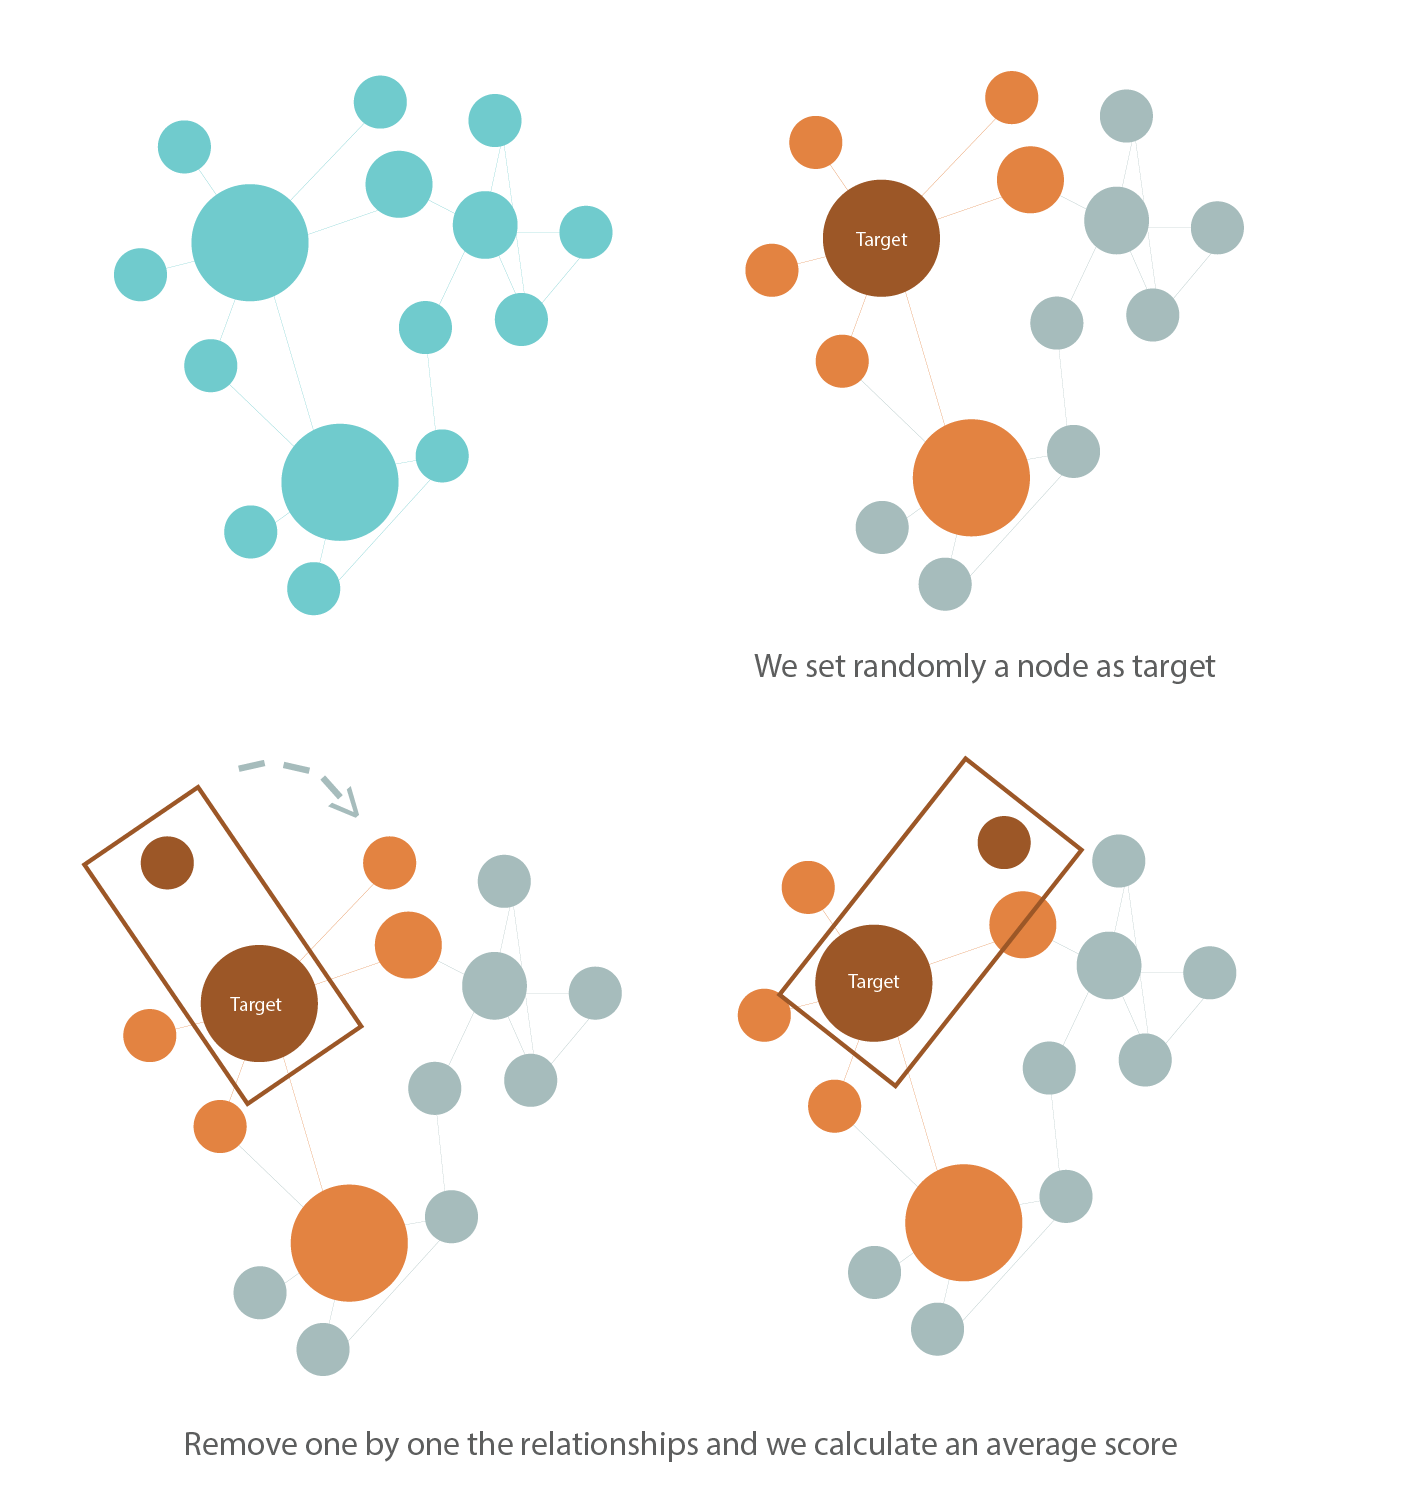 Target
We set randomly a node as target
Target
Target
Remove one by one the relationships and we calculate an average score